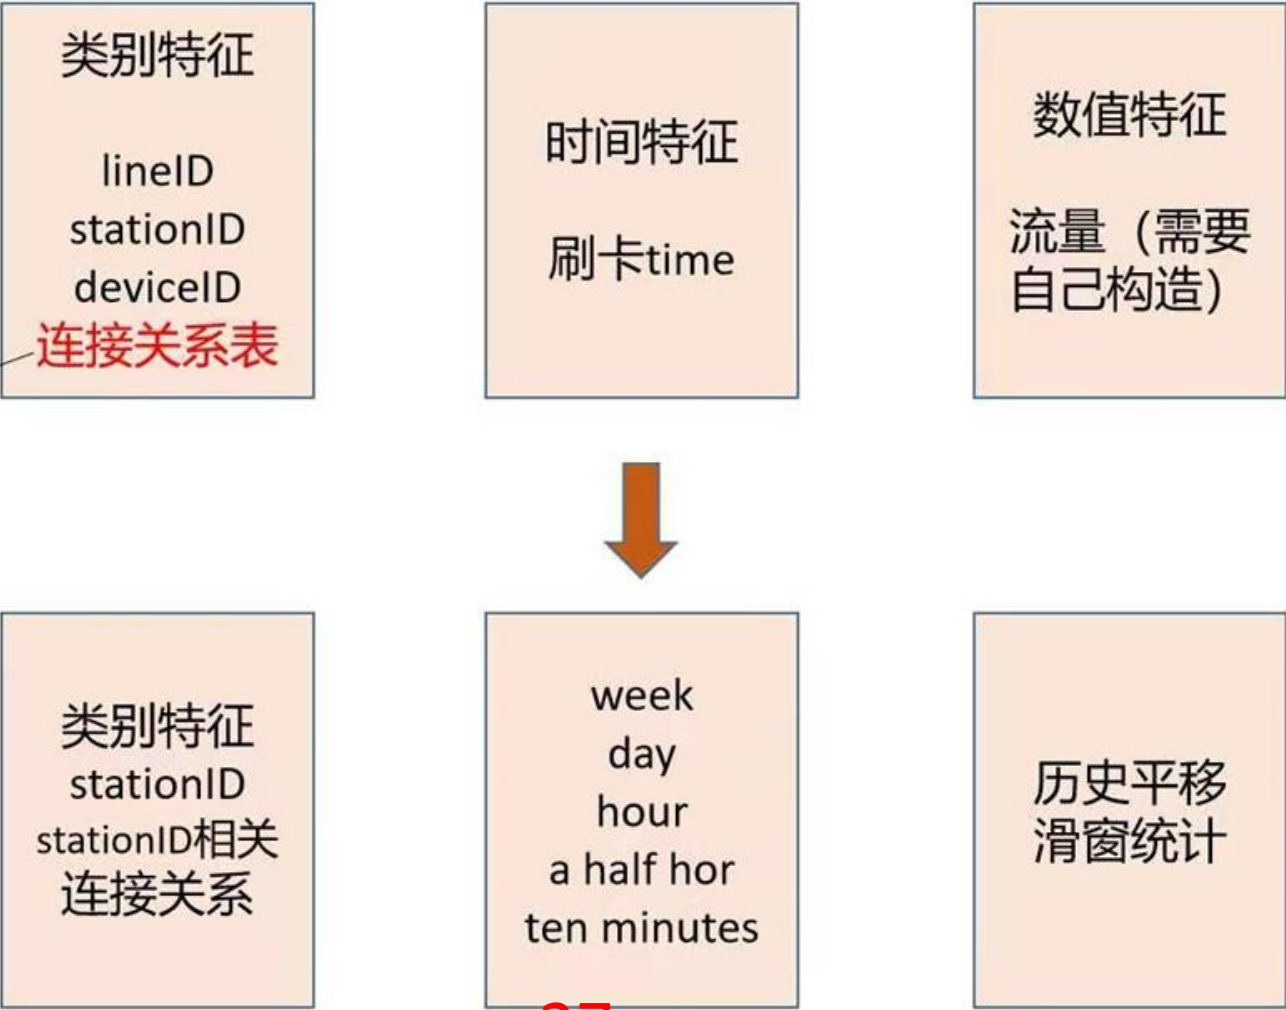 类别特征
lineID
stationID
deviceID
连接关系表
时间特征
刷卡time
数值特征
流量（需要
自己构造）
类别特征
stationID
stationID相关
连接关系
week
day
hour
a half hor
ten minutes
历史平移
滑窗统计